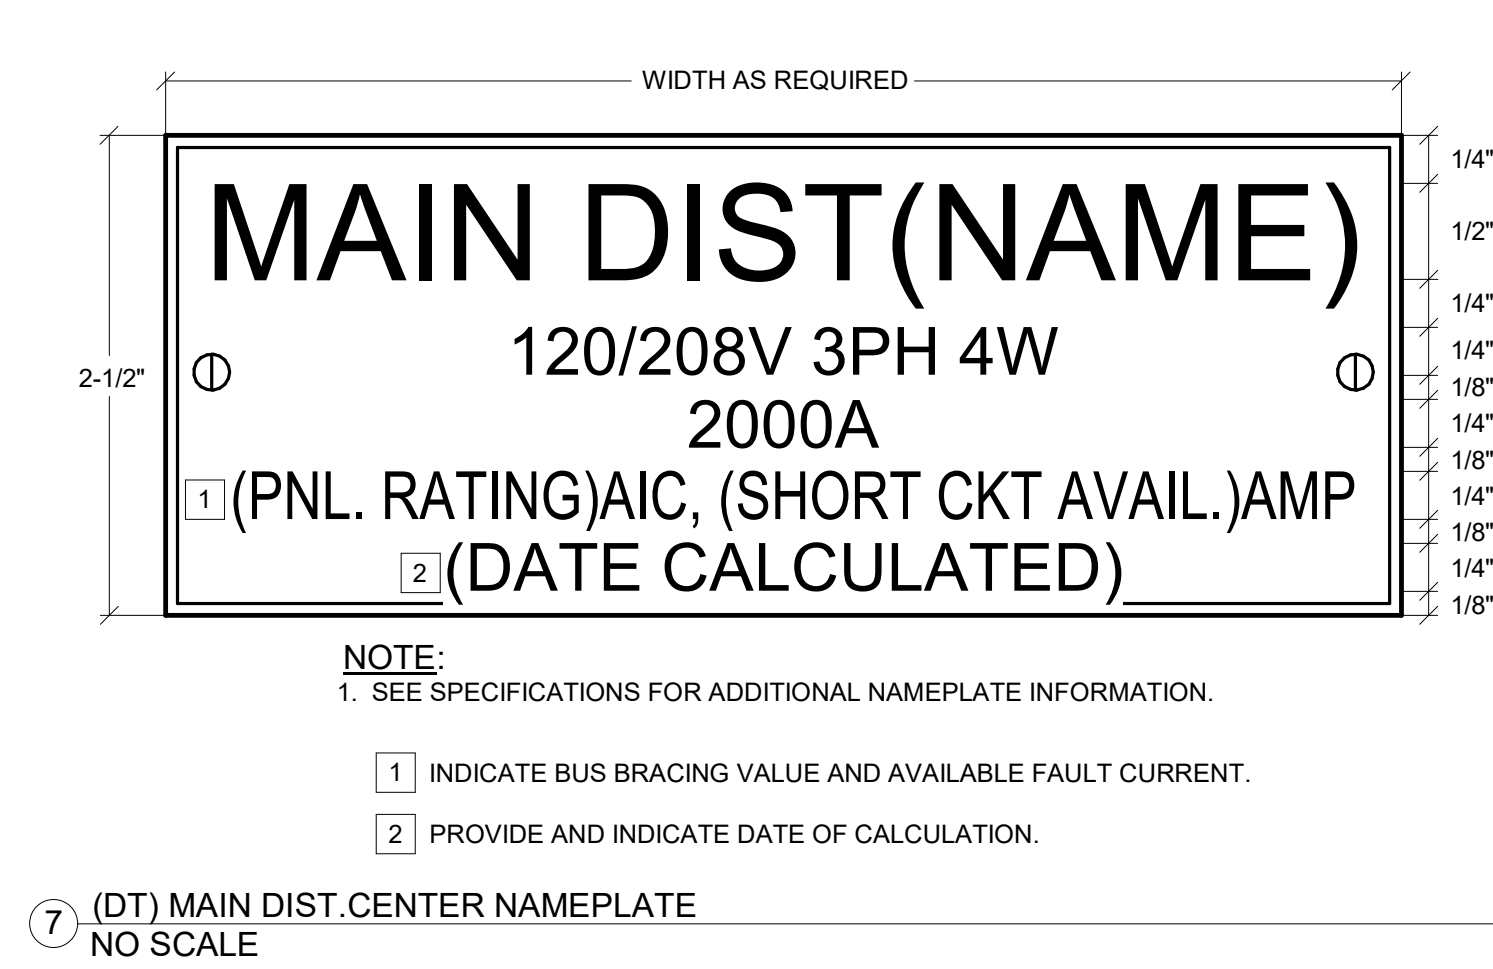 WIDTH AS REQUIRED
1/4"
MAIN DIST(NAME)
1/2"
1/4"
120/208V 3PH 4W
1/4"
2-1/2"
1/8"
2000A
1/4"
1/8"
1 (PNL. RATING)AIC, (SHORT CKT AVAIL.)AMP
1/4"
1/8"
2 (DATE CALCULATED)
1/4"
1/8"
NOTE:
1. SEE SPECIFICATIONS FOR ADDITIONAL NAMEPLATE INFORMATION.
1 INDICATE BUS BRACING VALUE AND AVAILABLE FAULT CURRENT.
2 PROVIDE AND INDICATE DATE OF CALCULATION.
7 (DT) MAIN DIST.CENTER NAMEPLATE
NO SCALE